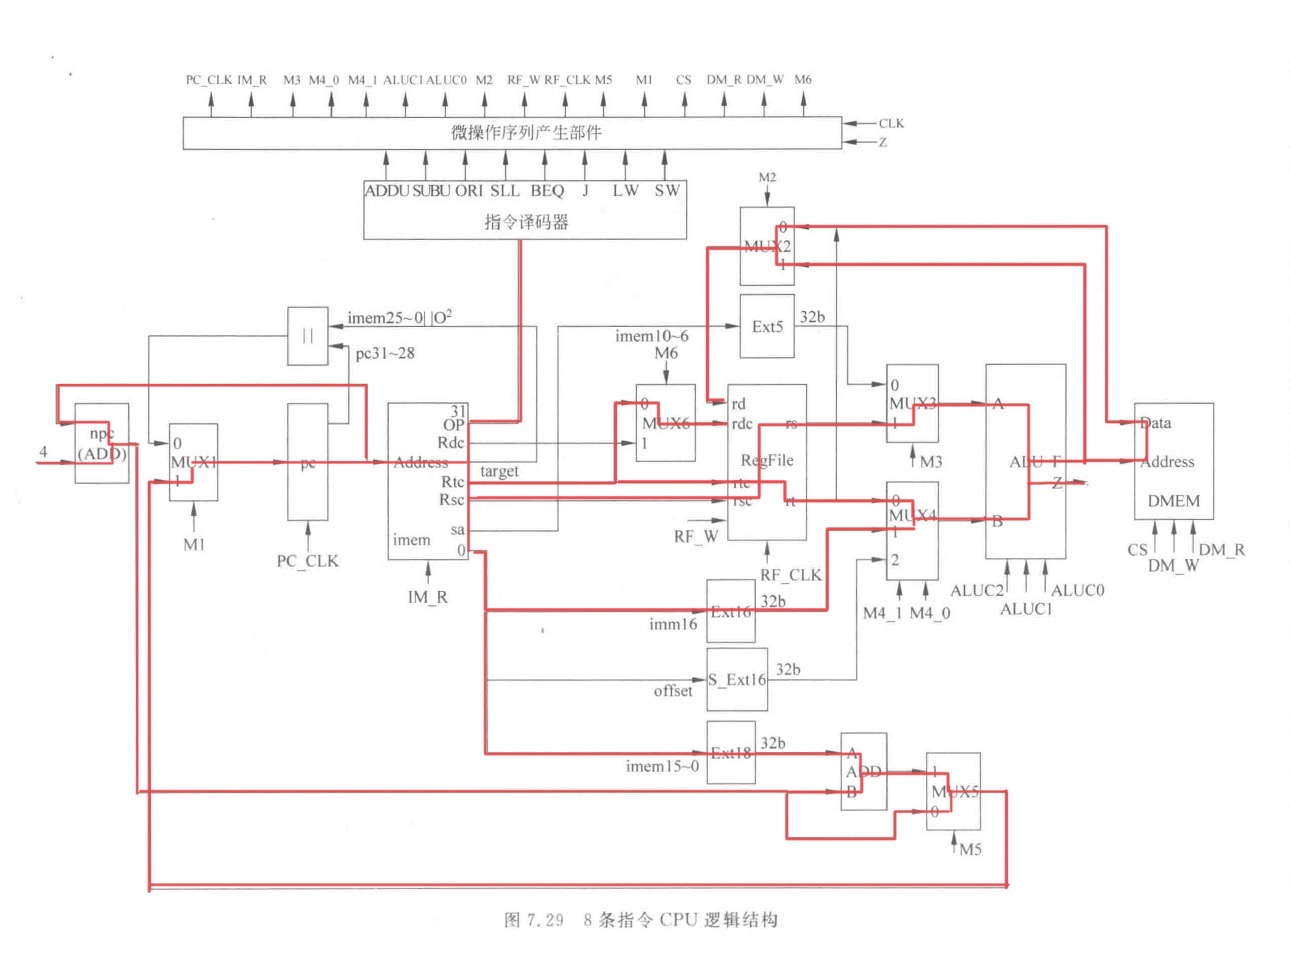 PC_CLK IM_R M3 M4_0 M4_1 ALUC1 ALUC0 M2 RF_W RF_CLK M5 M1 CS DM_R DM_W M6
微操作序列产生部件
CLK
Z
ADDU SUBU ORI SLL BEQ J LW SW
指令译码器
M2
0
MUX2
1
Ext5
32b
imem25~0||O²
||
pc31~28
imem10~6
M6
0
MUX6
1
4
npc
(ADD)
0
MUX1
1
M1
pc
PC_CLK
31
OP
Rdc
Address
target
Rtc
Rsc
sa
0
imem
IM_R
rd
rdc
rs
RegFile
rtc
rsc
rt
RF_W
RF_CLK
0
MUX3
1
M3
0
MUX4
1
2
M4_1 M4_0
A
ALU F
Z
B
ALUC2
ALUC1
ALUC0
Data
Address
DMEM
CS
DM_W
DM_R
Ext16
32b
imm16
S_Ext16
32b
offset
Ext18
32b
imem15~0
A
ADD
B
1
MUX5
0
M5
图 7.29 8 条指令 CPU 逻辑结构